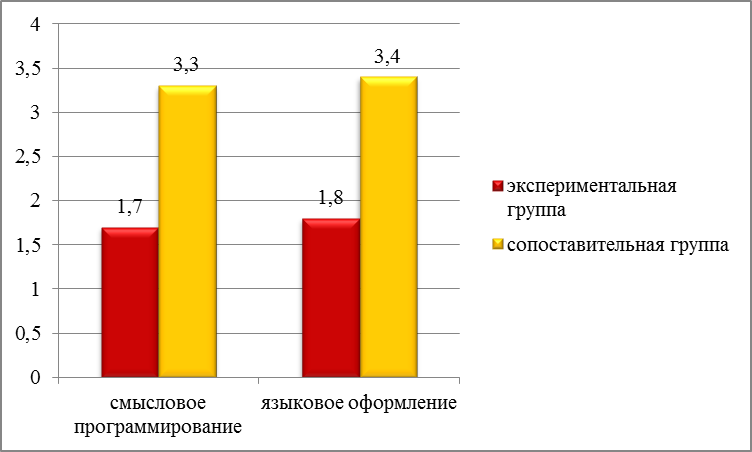 4
3,5
3
2,5
2
1,5
1
0,5
0
3,3
3,4
1,7
1,8
смысловое
программирование
языковое оформление
экспериментальная
группа
сопоставительная группа